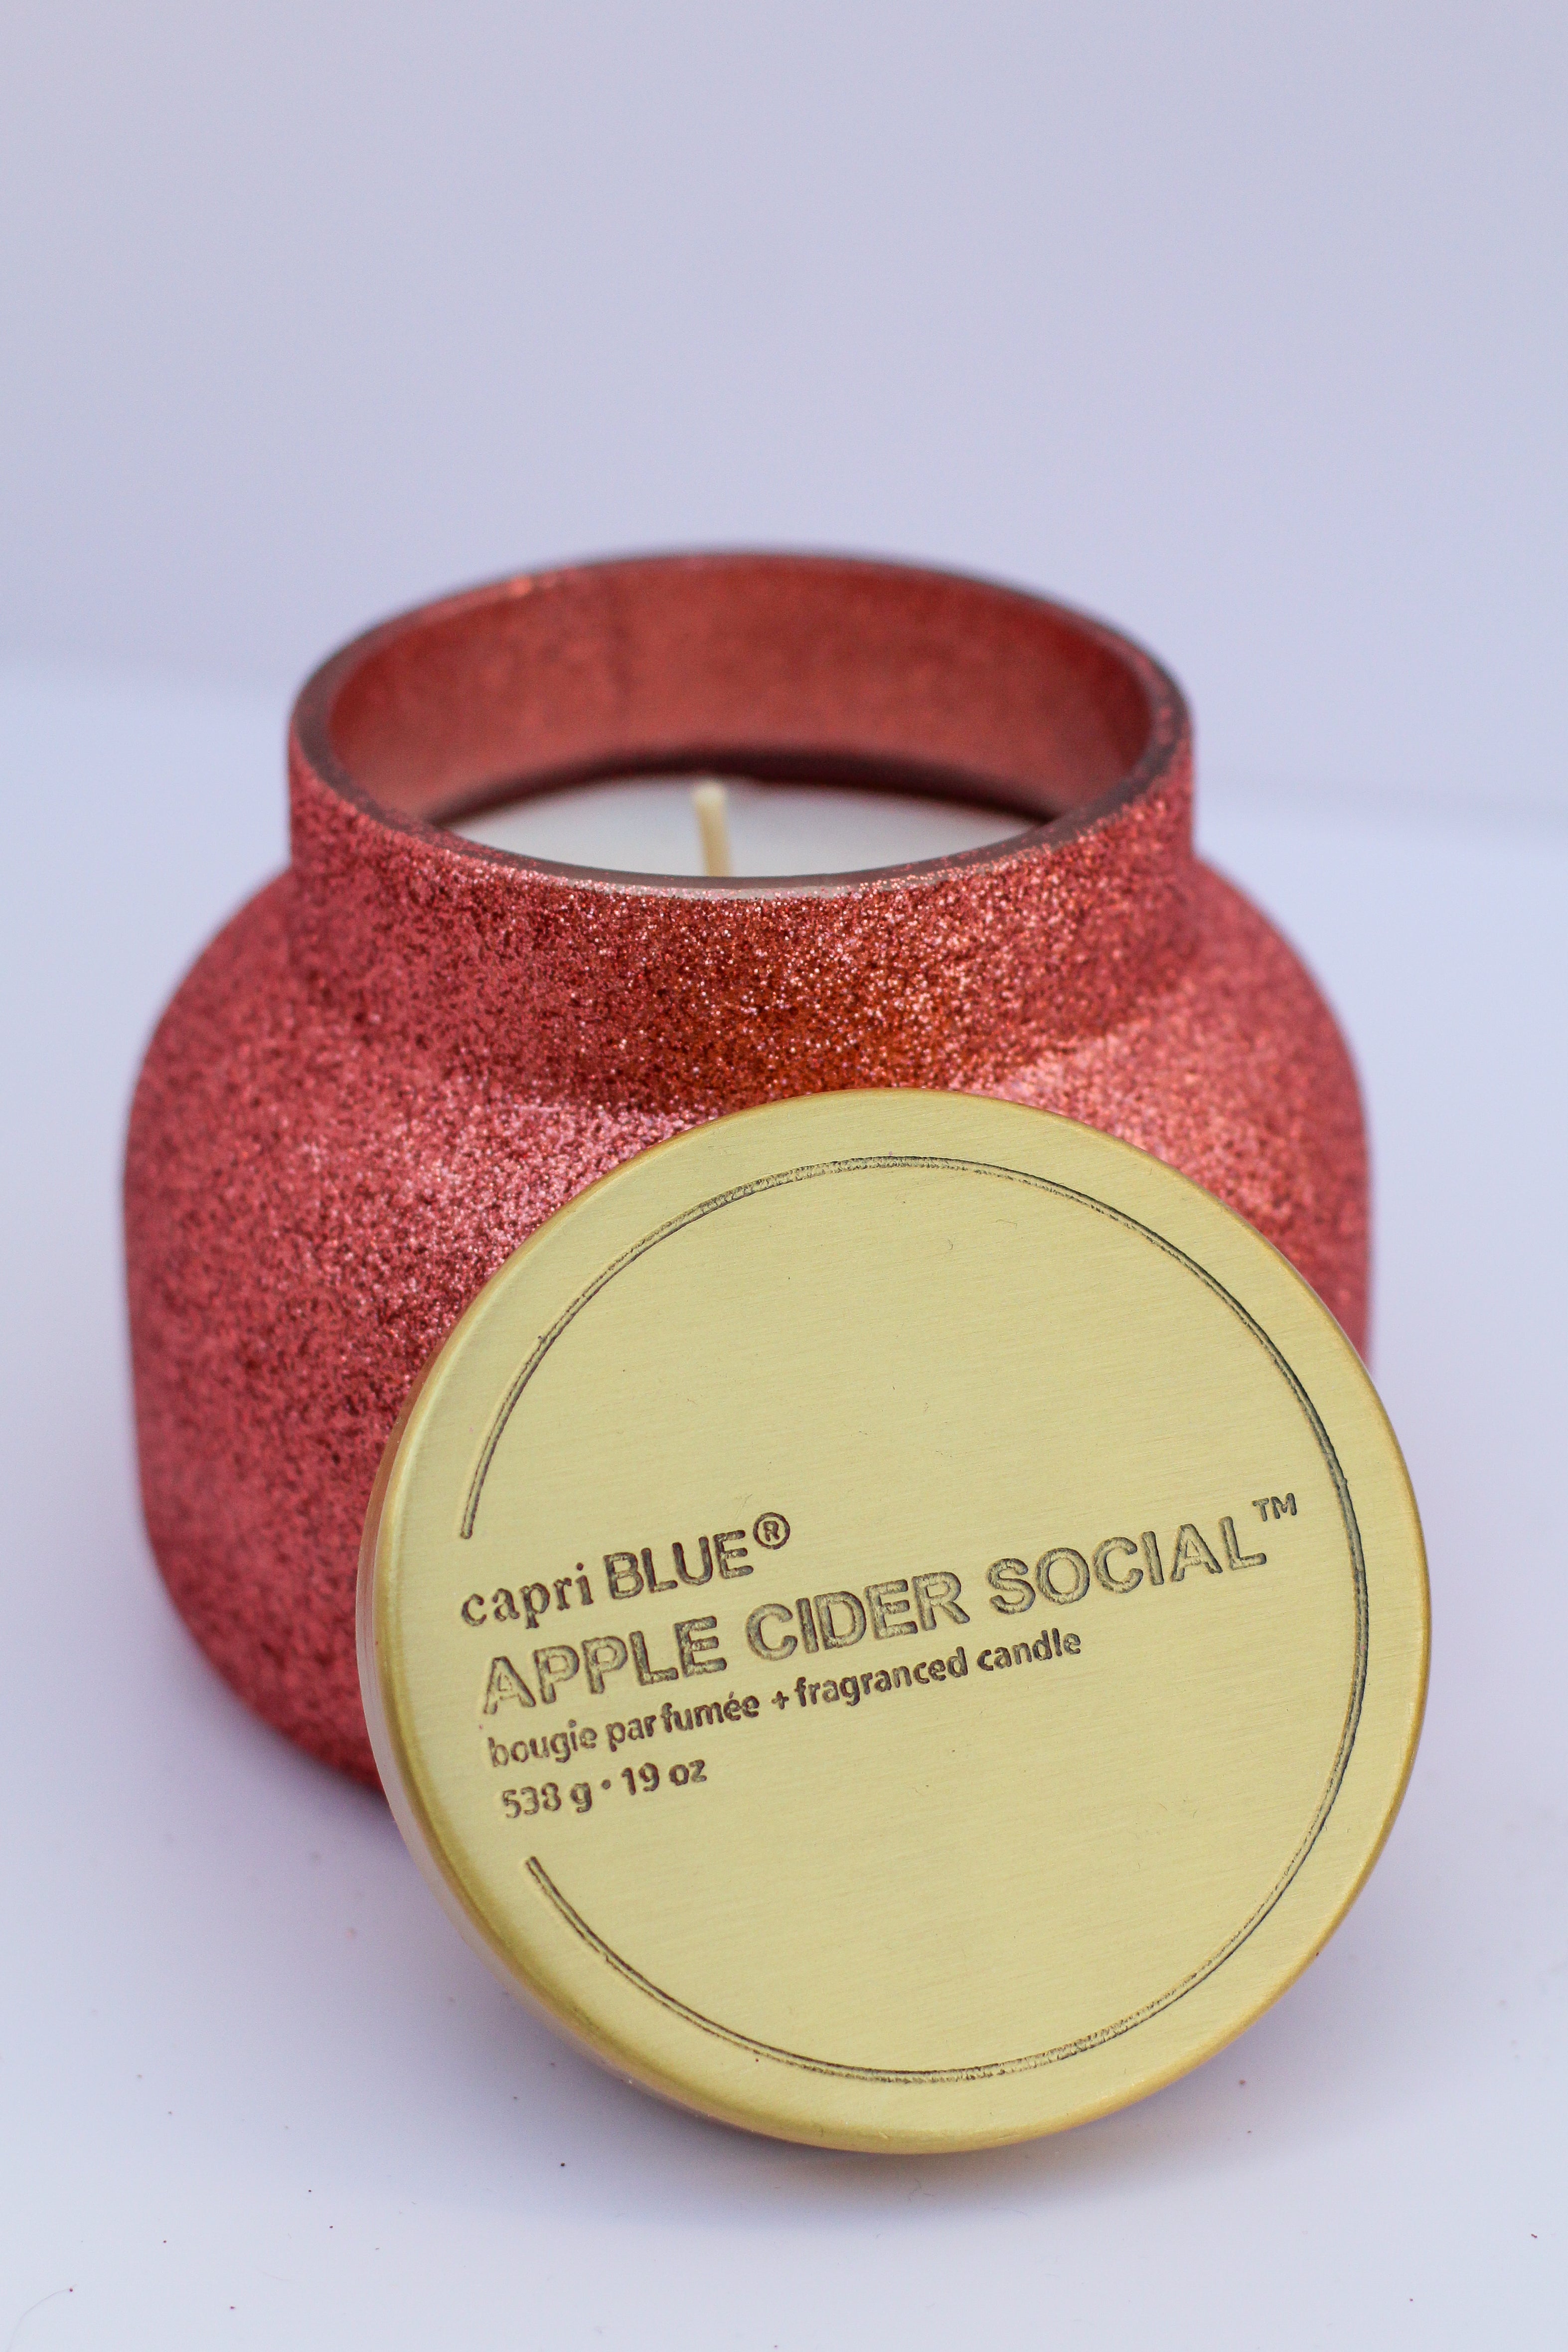 capri BLUE®
APPLE CIDER SOCIAL™
bougie parfumée + fragranced candle
538 g • 19 oz